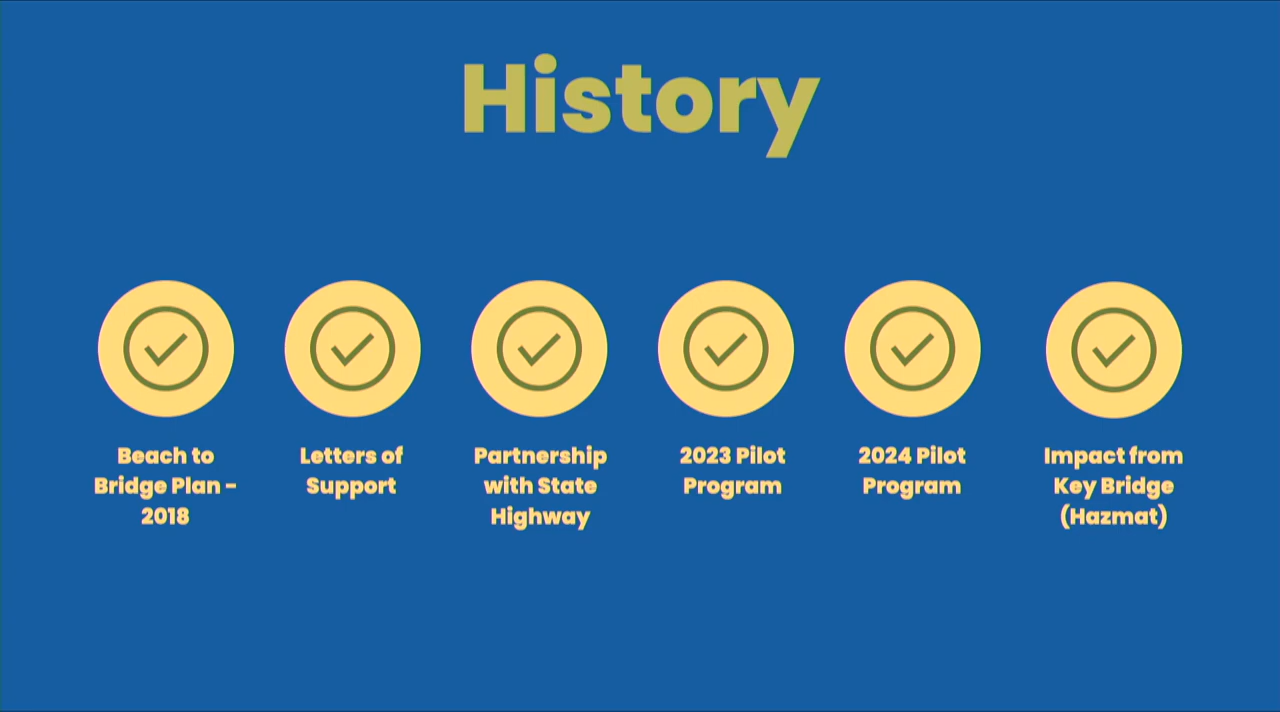 History
Beach to
Bridge Plan -
2018
Letters of
Support
Partnership
with State
Highway
2023 Pilot
Program
2024 Pilot
Program
Impact from
Key Bridge
(Hazmat)